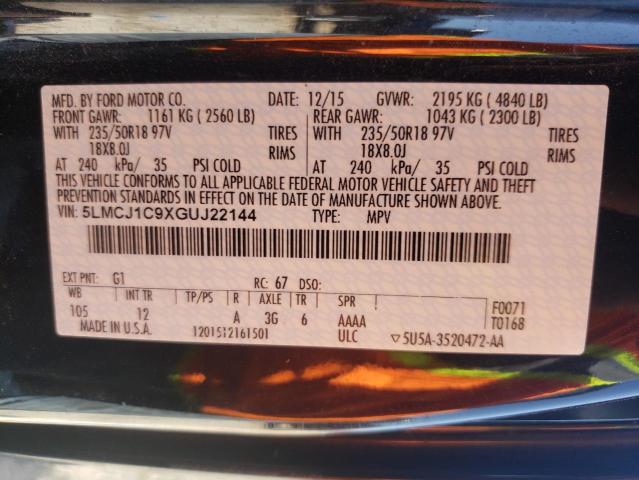 MFD. BY FORD MOTOR CO. DATE: 12/15 GVWR: 2195 KG ( 4840 LB)
FRONT GAWR: 1161 KG ( 2560 LB) REAR GAWR: 1043 KG ( 2300 LB)
WITH 235/50R18 97V TIRES WITH 235/50R18 97V TIRES
18X8.0J RIMS 18X8.0J RIMS
AT 240 kPa/ 35 PSI COLD AT 240 kPa/ 35 PSI COLD
THIS VEHICLE CONFORMS TO ALL APPLICABLE FEDERAL MOTOR VEHICLE SAFETY AND THEFT
PREVENTION STANDARDS IN EFFECT ON THE DATE OF MANUFACTURE SHOWN ABOVE.
VIN: 5LMCJ1C9XGUJ22144 TYPE: MPV
EXT PNT: G1 RC: 67 DSO:
WB INT TR TP/PS R AXLE TR SPR F0071
105 12 A 3G 6 AAAA T0168
MADE IN U.S.A. 1201512161501 ULC ▽5U5A-3520472-AA